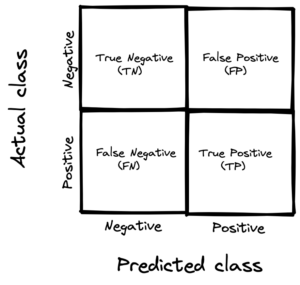 Actual class
Negative
Positive
True Negative
(TN)
False Positive
(FP)
False Negative
(FN)
True Positive
(TP)
Negative
Positive
Predicted class